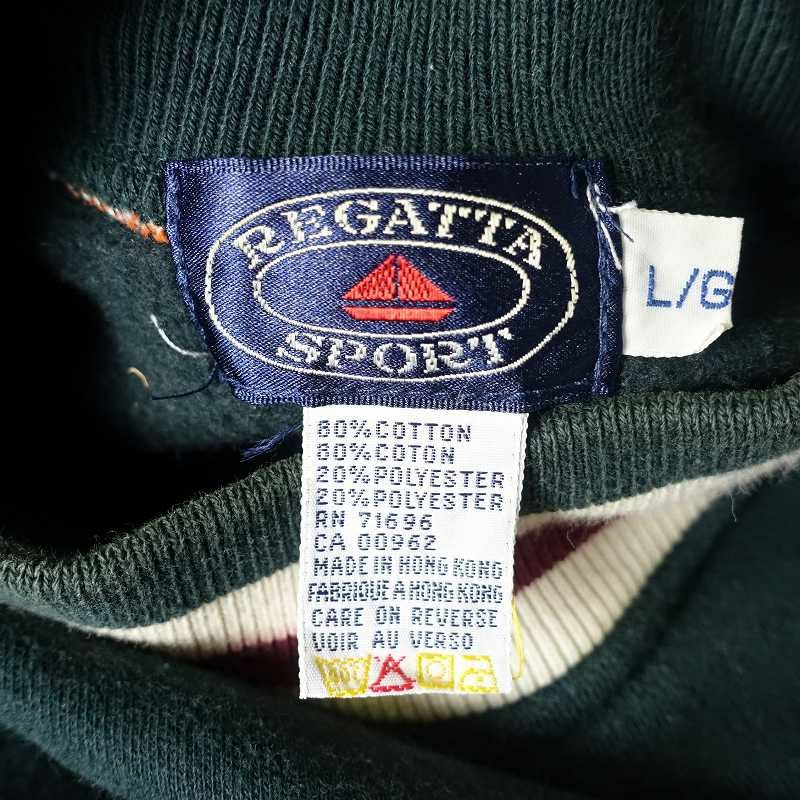 REGATTA
SPORT
L/G
80% COTTON
80% COTON
20% POLYESTER
20% POLYESTER
RN 71696
CA 00962
MADE IN HONG KONG
FABRIQUE A HONG KONG
CARE ON REVERSE
VOIR AU VERSO